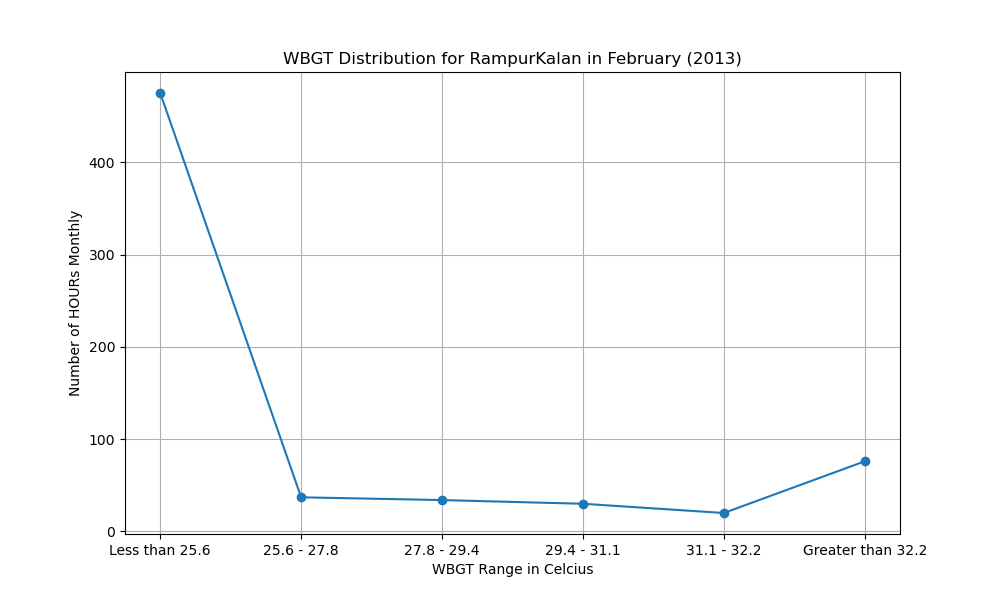 WBGT Distribution for RampurKalan in February (2013)
Number of HOURs Monthly
400
300
200
100
0
Less than 25.6
25.6 - 27.8
27.8 - 29.4
29.4 - 31.1
31.1 - 32.2
Greater than 32.2
WBGT Range in Celcius